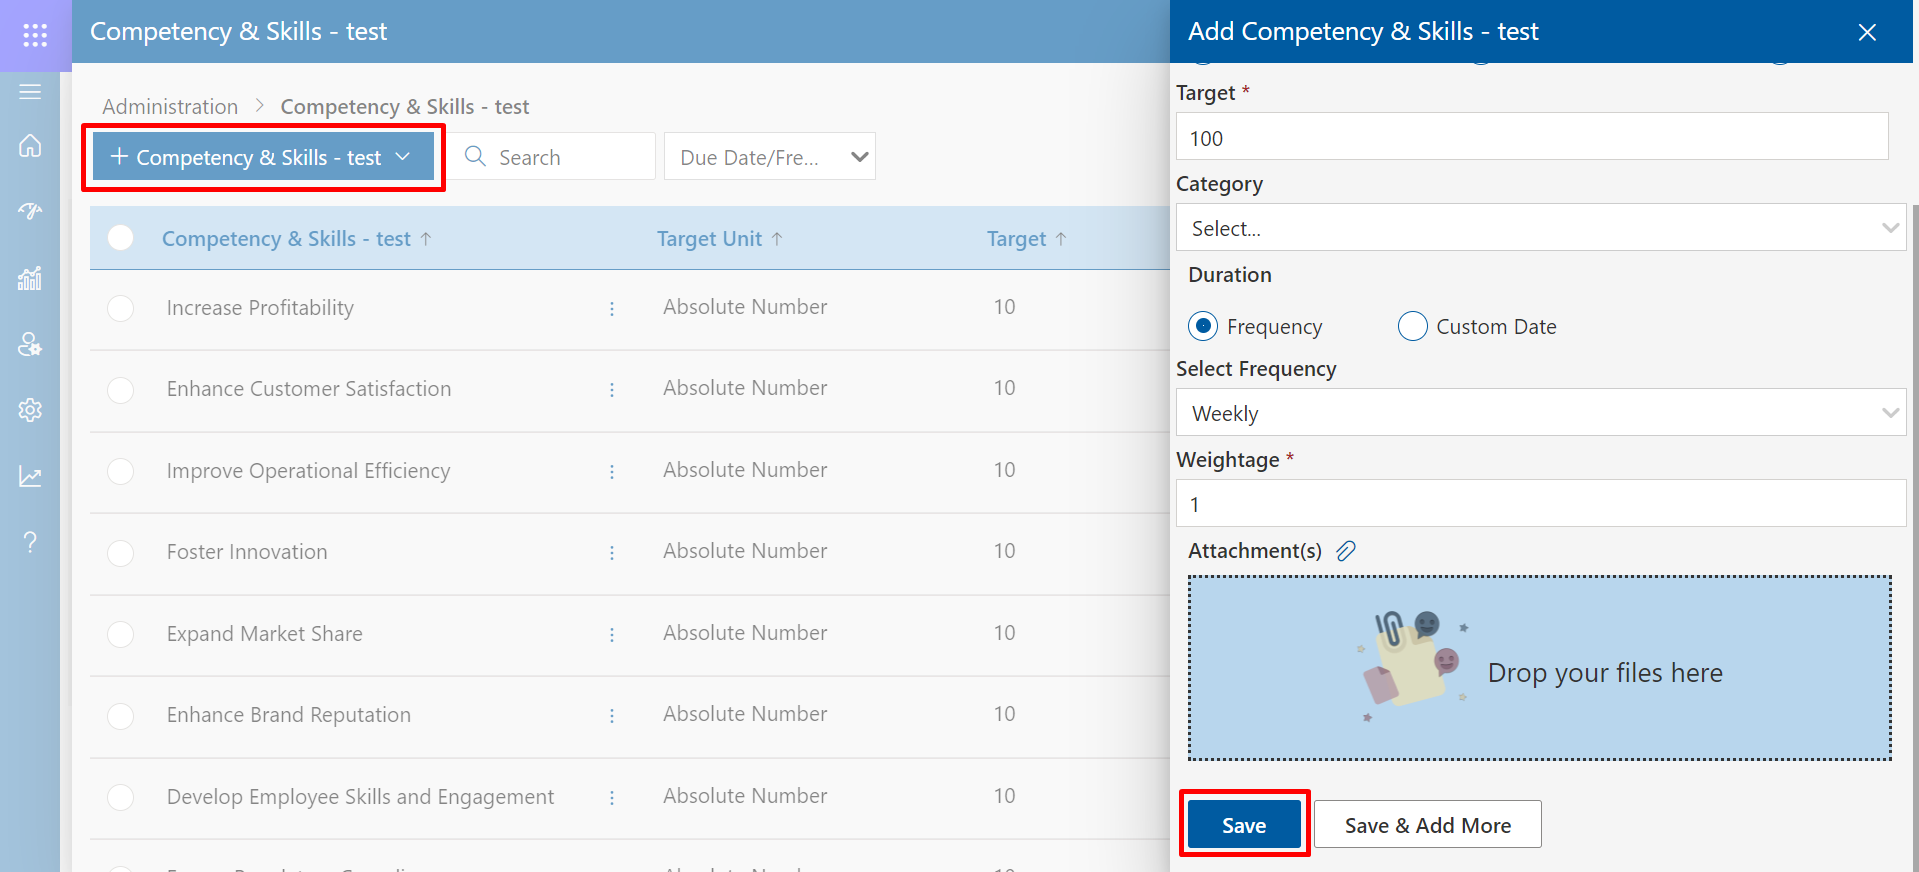 Competency & Skills - test
Administration > Competency & Skills - test
+ Competency & Skills - test
Search
Due Date/Fre...
Competency & Skills - test ↑ Target Unit ↑ Target ↑
Increase Profitability Absolute Number 10
Enhance Customer Satisfaction Absolute Number 10
Improve Operational Efficiency Absolute Number 10
Foster Innovation Absolute Number 10
Expand Market Share Absolute Number 10
Enhance Brand Reputation Absolute Number 10
Develop Employee Skills and Engagement Absolute Number 10
Add Competency & Skills - test
Target *
100
Category
Select...
Duration
Frequency Custom Date
Select Frequency
Weekly
Weightage *
1
Attachment(s)
Drop your files here
Save Save & Add More